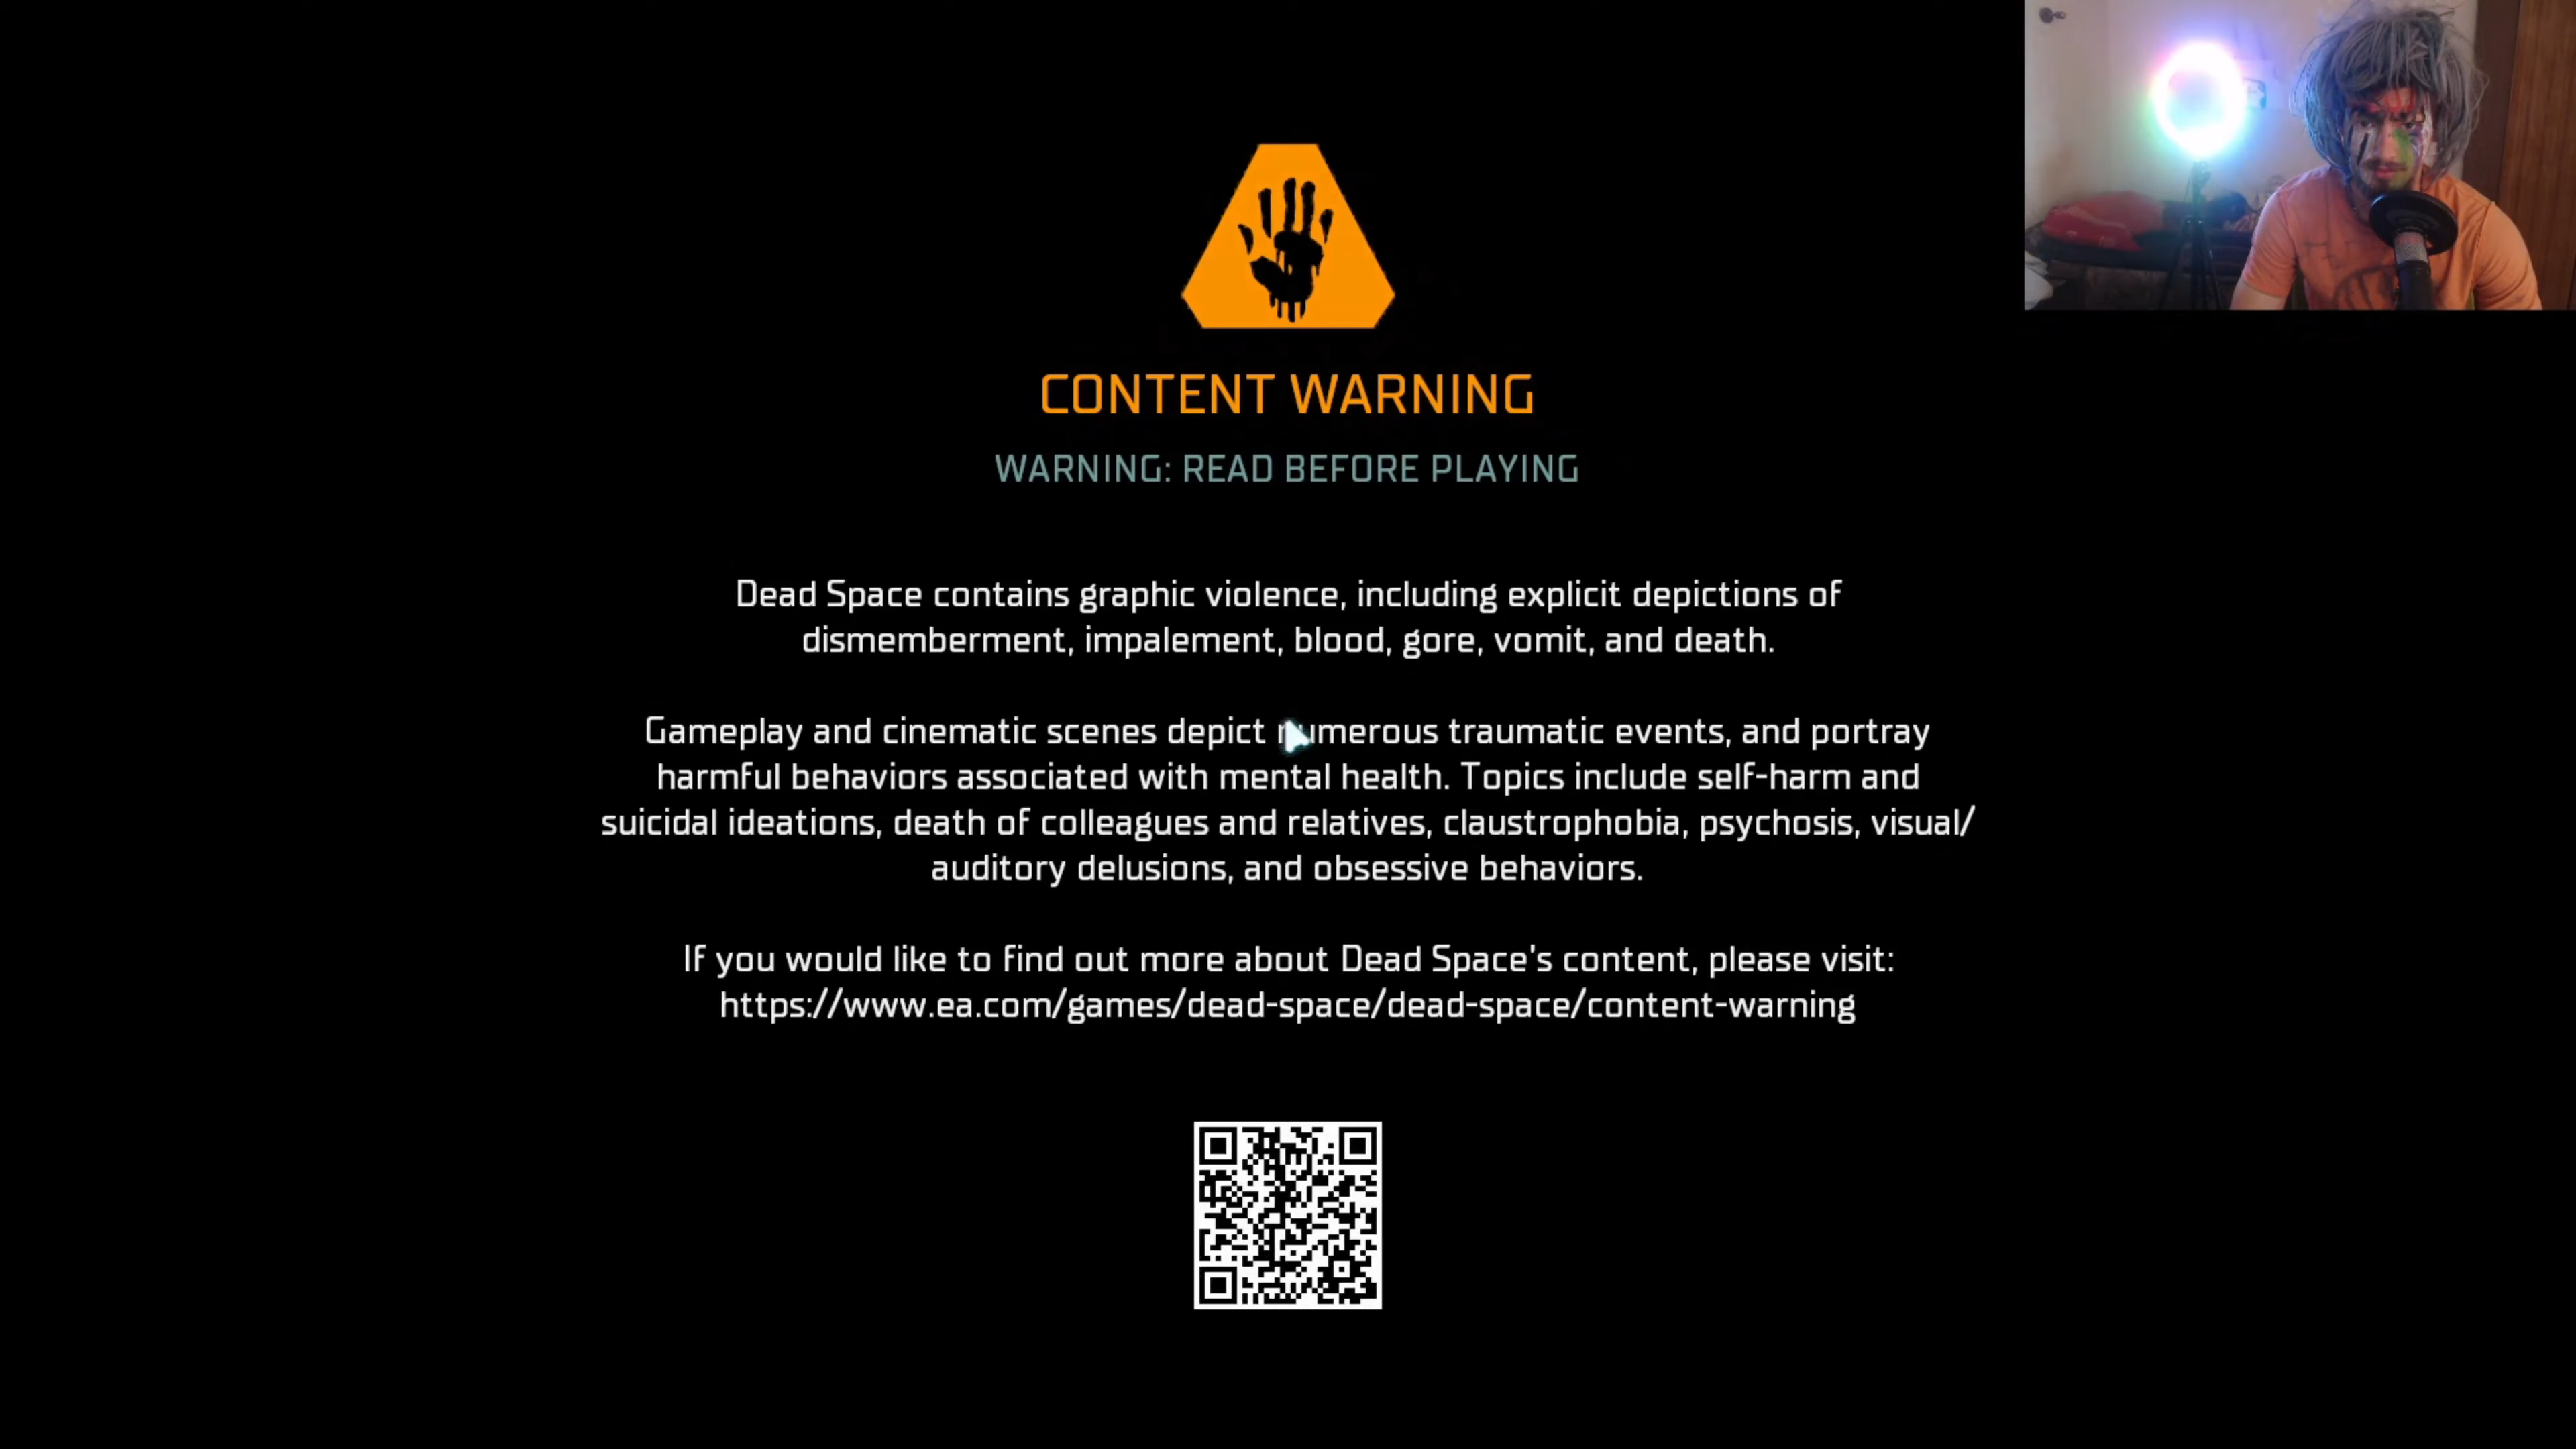 CONTENT WARNING
WARNING: READ BEFORE PLAYING
Dead Space contains graphic violence, including explicit depictions of
dismemberment, impalement, blood, gore, vomit, and death.
Gameplay and cinematic scenes depict numerous traumatic events, and portray
harmful behaviors associated with mental health. Topics include self-harm and
suicidal ideations, death of colleagues and relatives, claustrophobia, psychosis, visual/
auditory delusions, and obsessive behaviors.
If you would like to find out more about Dead Space's content, please visit:
https://www.ea.com/games/dead-space/dead-space/content-warning